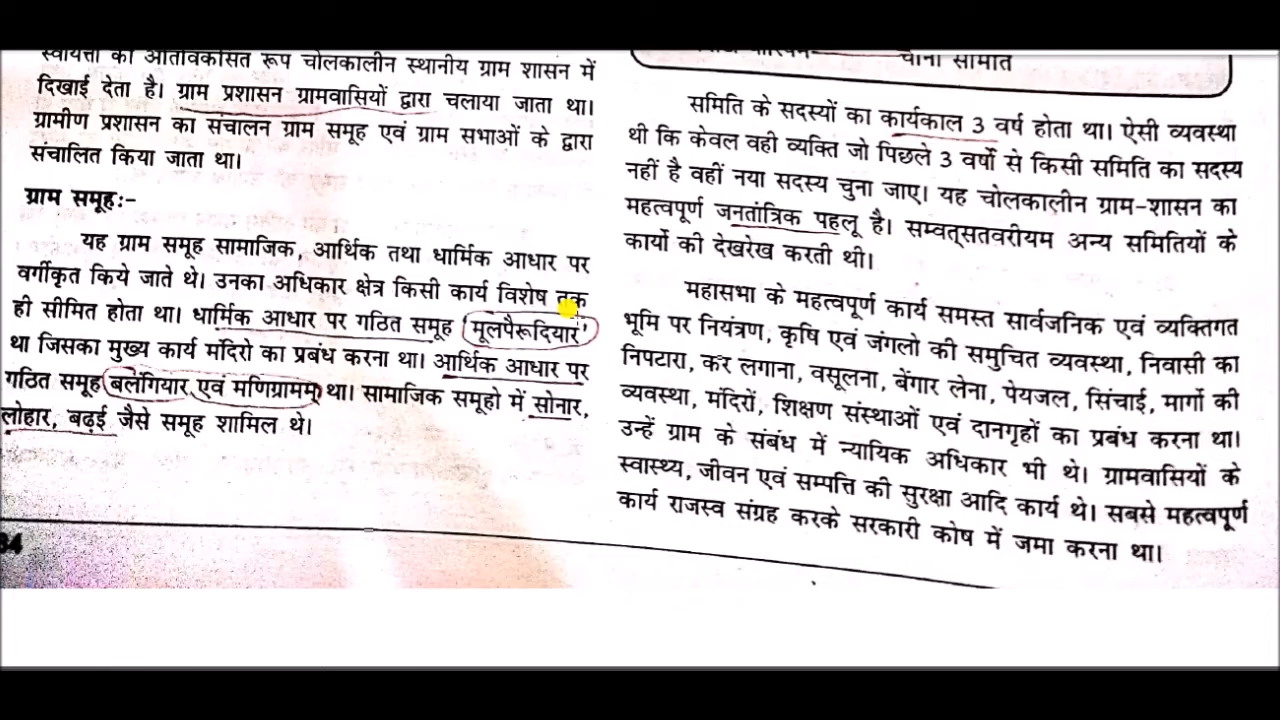 स्वायत्ता का अतिविकसित रूप चोलकालीन स्थानीय ग्राम शासन में
दिखाई देता है। ग्राम प्रशासन ग्रामवासियों द्वारा चलाया जाता था।
ग्रामीण प्रशासन का संचालन ग्राम समूह एवं ग्राम सभाओं के द्वारा
संचालित किया जाता था।
ग्राम समूहः-
यह ग्राम समूह सामाजिक, आर्थिक तथा धार्मिक आधार पर
वर्गीकृत किये जाते थे। उनका अधिकार क्षेत्र किसी कार्य विशेष तक
ही सीमित होता था। धार्मिक आधार पर गठित समूह 'मूलपैरूदियार'
था जिसका मुख्य कार्य मंदिरो का प्रबंध करना था। आर्थिक आधार पर
गठित समूह बलंगियार एवं मणिग्रामम् था। सामाजिक समूहो में सोनार,
लोहार, बढ़ई जैसे समूह शामिल थे।
34
समिति के सदस्यों का कार्यकाल 3 वर्ष होता था। ऐसी व्यवस्था
थी कि केवल वही व्यक्ति जो पिछले 3 वर्षो से किसी समिति का सदस्य
नहीं है वहीं नया सदस्य चुना जाए। यह चोलकालीन ग्राम-शासन का
महत्वपूर्ण जनतांत्रिक पहलू है। सम्वत्सतवरीयम अन्य समितियों के
कार्यो की देखरेख करती थी।
महासभा के महत्वपूर्ण कार्य समस्त सार्वजनिक एवं व्यक्तिगत
भूमि पर नियंत्रण, कृषि एवं जंगलो की समुचित व्यवस्था, निवासी का
निपटारा, कर लगाना, वसूलना, बेंगार लेना, पेयजल, सिंचाई, मार्गो की
व्यवस्था, मंदिरों, शिक्षण संस्थाओं एवं दानगृहों का प्रबंध करना था।
उन्हें ग्राम के संबंध में न्यायिक अधिकार भी थे। ग्रामवासियों के
स्वास्थ्य, जीवन एवं सम्पत्ति की सुरक्षा आदि कार्य थे। सबसे महत्वपूर्ण
कार्य राजस्व संग्रह करके सरकारी कोष में जमा करना था।